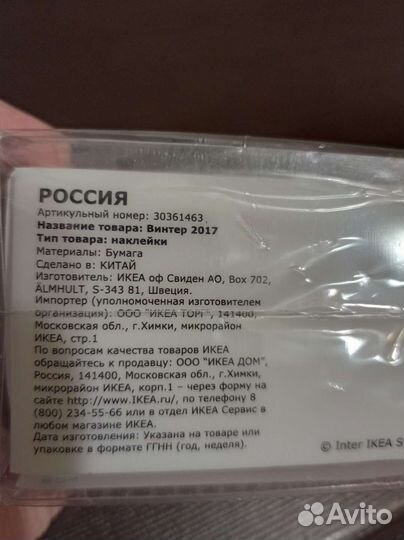 РОССИЯ
Артикульный номер: 30361463
Название товара: Винтер 2017
Тип товара: наклейки
Материалы: Бумага
Сделано в: КИТАЙ
Изготовитель: ИКЕА оф Свиден АО, Box 702,
ÄLMHULT, S-343 81, Швеция.
Импортер (уполномоченная изготовителем
организация): ООО "ИКЕА ТОРГ", 141400,
Московская обл., г.Химки, микрорайон
ИКЕА, стр.1
По вопросам качества товаров ИКЕА
обращайтесь к продавцу: ООО "ИКЕА ДОМ",
Россия, 141400, Московская обл., г.Химки,
микрорайон ИКЕА, корп.1 – через форму на
сайте http://www.IKEA.ru/, по телефону 8
(800) 234-55-66 или в отдел ИКЕА Сервис в
любом магазине ИКЕА.
Дата изготовления: Указана на товаре или
упаковке в формате ГГНН (год, неделя).
© Inter IKEA S
Avito